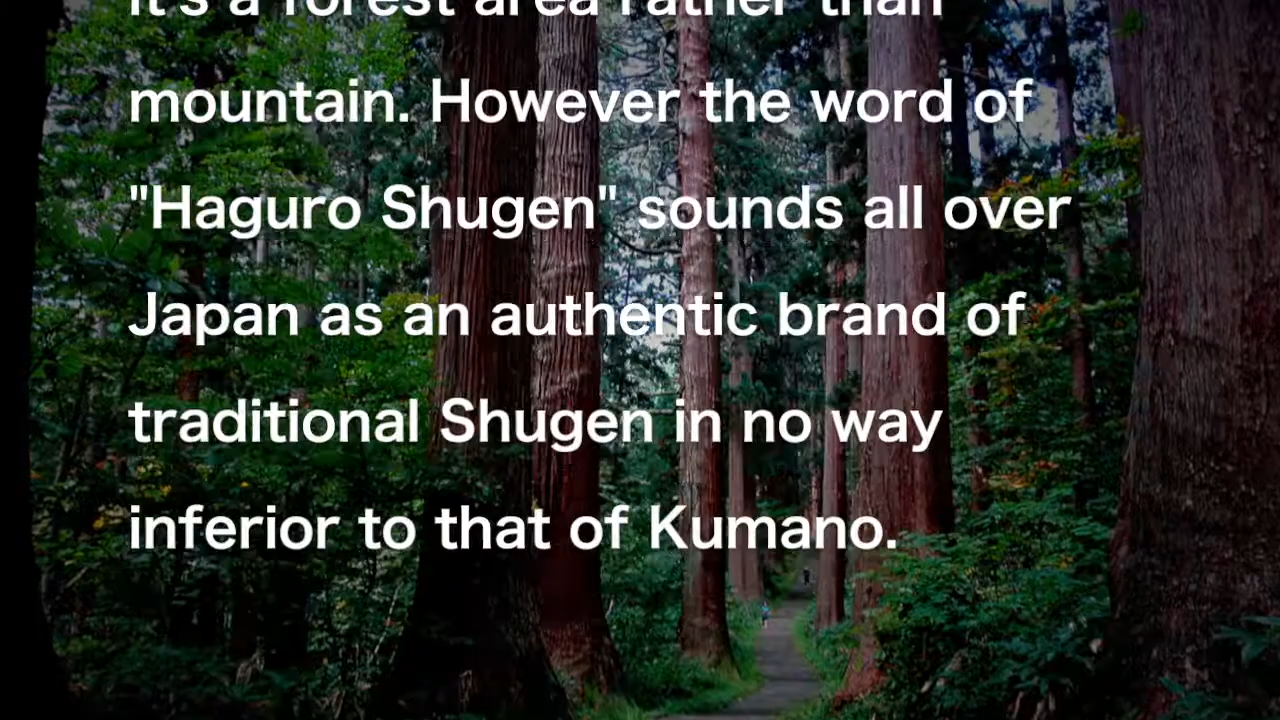 it's a forest area rather than
mountain. However the word of
"Haguro Shugen" sounds all over
Japan as an authentic brand of
traditional Shugen in no way
inferior to that of Kumano.